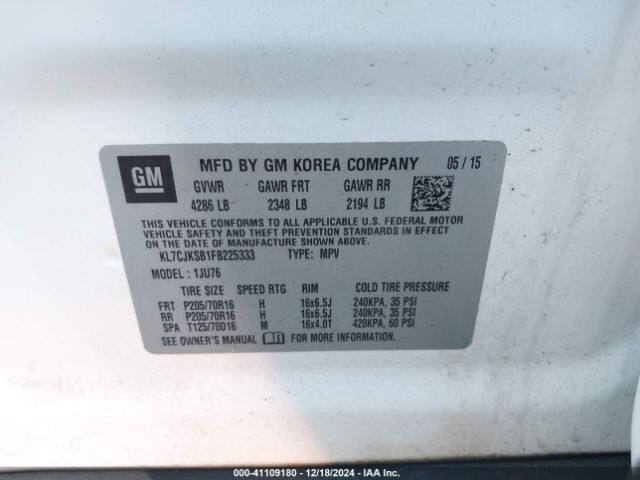 GM MFD BY GM KOREA COMPANY 05 / 15
GVWR GAWR FRT GAWR RR
4286 LB 2348 LB 2194 LB
THIS VEHICLE CONFORMS TO ALL APPLICABLE U.S. FEDERAL MOTOR
VEHICLE SAFETY AND THEFT PREVENTION STANDARDS IN EFFECT ON THE
DATE OF MANUFACTURE SHOWN ABOVE.
KL7CJKSB1FB225333 TYPE: MPV
MODEL : 1JU76
TIRE SIZE SPEED RTG RIM COLD TIRE PRESSURE
FRT P205/70R16 H 16x6.5J 240KPA, 35 PSI
RR P205/70R16 H 16x6.5J 240KPA, 35 PSI
SPA T125/70D16 M 16x4.0T 420KPA, 60 PSI
SEE OWNER'S MANUAL FOR MORE INFORMATION.
000-41109180 - 12/18/2024 - IAA Inc.